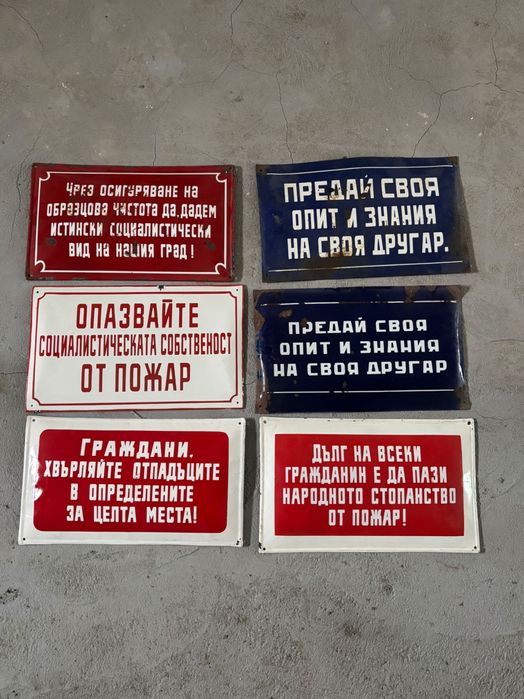 Чрез осигуряване на
образцова чистота да дадем
истински социалистически
вид на нашия град!
ПРЕДАЙ СВОЯ
ОПИТ И ЗНАНИЯ
НА СВОЯ ДРУГАР.
ОПАЗВАЙТЕ
СОЦИАЛИСТИЧЕСКАТА СОБСТВЕНОСТ
ОТ ПОЖАР
ПРЕДАЙ СВОЯ
ОПИТ И ЗНАНИЯ
НА СВОЯ ДРУГАР
ГРАЖДАНИ,
ХВЪРЛЯЙТЕ ОТПАДЪЦИТЕ
В ОПРЕДЕЛЕНИТЕ
ЗА ЦЕЛТА МЕСТА!
ДЪЛГ НА ВСЕКИ
ГРАЖДАНИН Е ДА ПАЗИ
НАРОДНОТО СТОПАНСТВО
ОТ ПОЖАР!